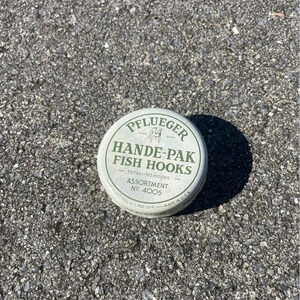 PFLUEGER
HANDE-PAK
FISH HOOKS
ASSORTMENT
Nº 4005